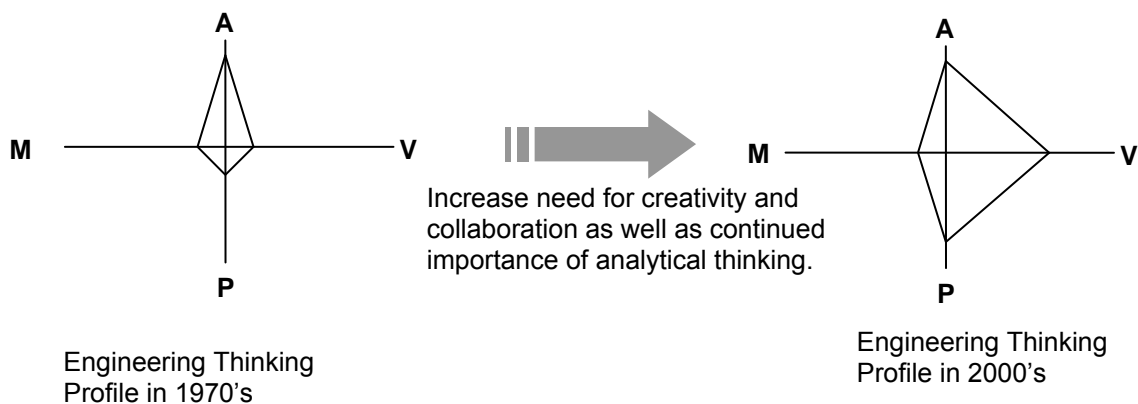 A
M
V
P
Engineering Thinking
Profile in 1970's
Increase need for creativity and
collaboration as well as continued
importance of analytical thinking.
A
M
V
P
Engineering Thinking
Profile in 2000's